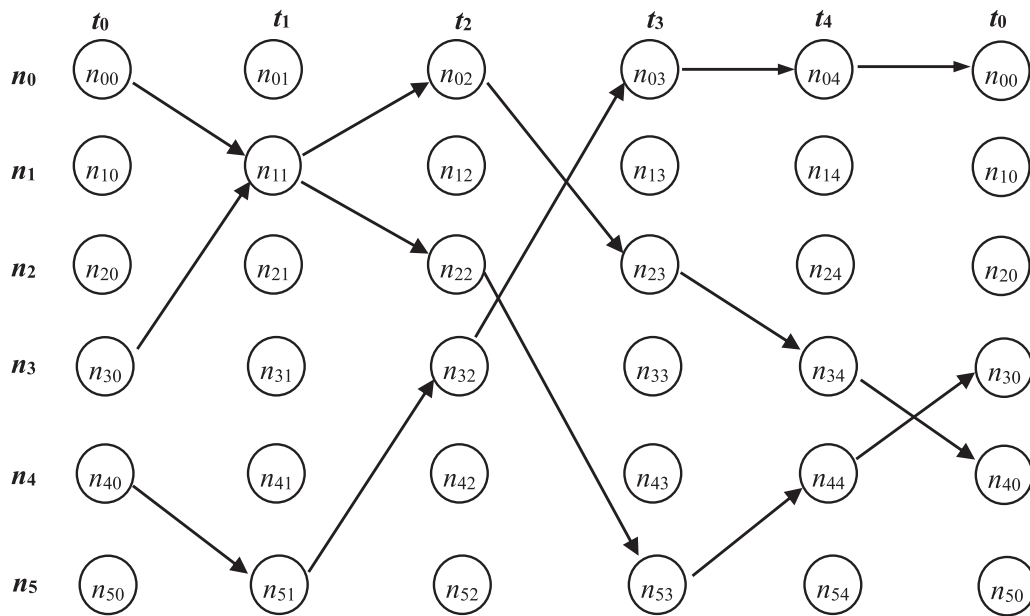 t₀ t₁ t₂ t₃ t₄ t₀
n₀ n₀₀ n₀₁ n₀₂ n₀₃ n₀₄ n₀₀
n₁ n₁₀ n₁₁ n₁₂ n₁₃ n₁₄ n₁₀
n₂ n₂₀ n₂₁ n₂₂ n₂₃ n₂₄ n₂₀
n₃ n₃₀ n₃₁ n₃₂ n₃₃ n₃₄ n₃₀
n₄ n₄₀ n₄₁ n₄₂ n₄₃ n₄₄ n₄₀
n₅ n₅₀ n₅₁ n₅₂ n₅₃ n₅₄ n₅₀